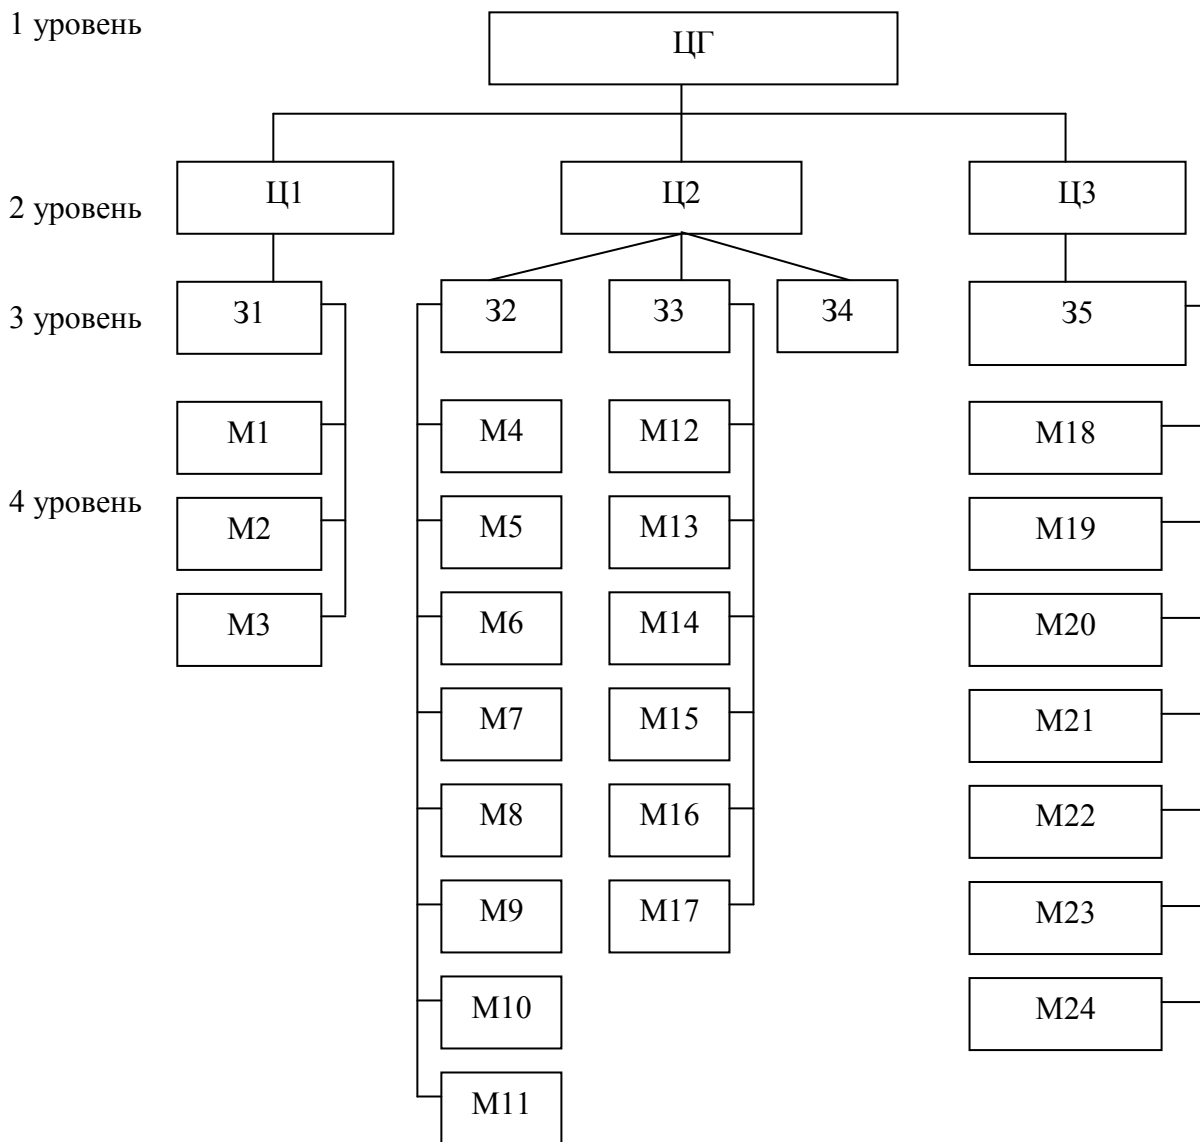 1 уровень
ЦГ
2 уровень
Ц1
Ц2
Ц3
3 уровень
З1
З2
З3
З4
З5
4 уровень
М1
М4
М12
М18
М2
М5
М13
М19
М3
М6
М14
М20
М7
М15
М21
М8
М16
М22
М9
М17
М23
М10
М24
М11